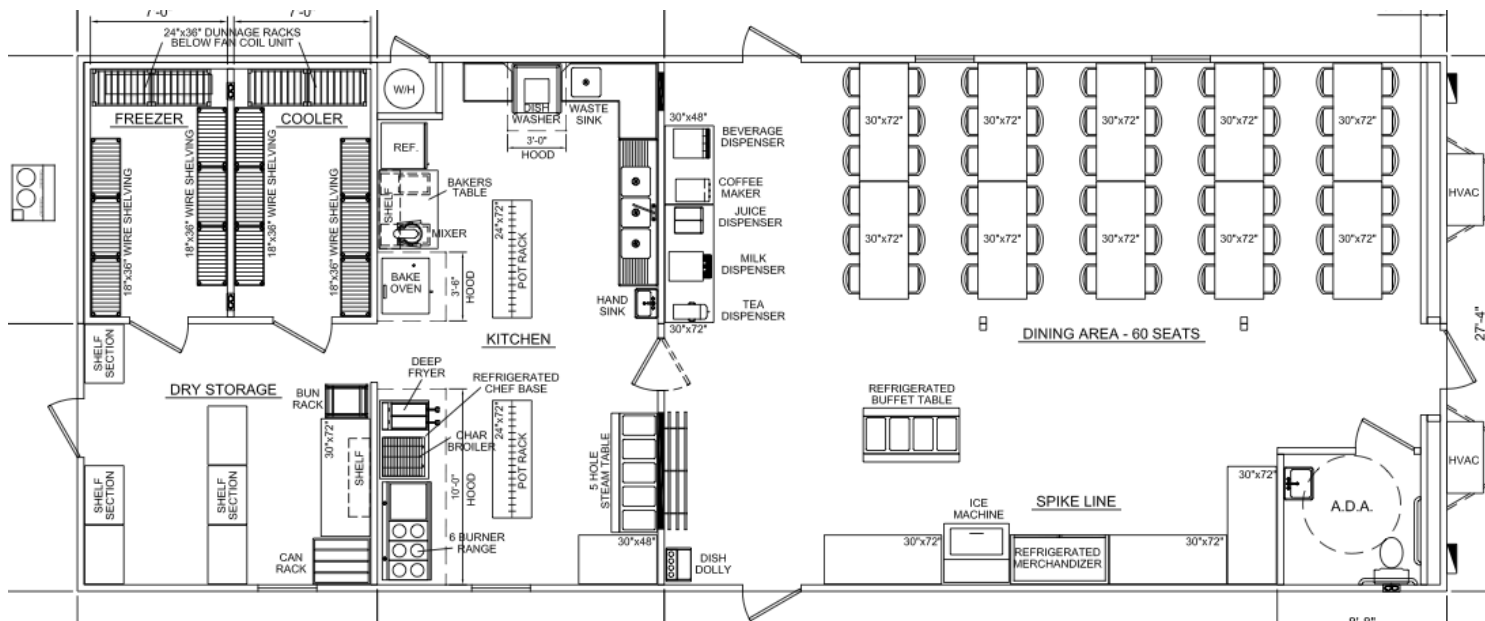 7'-0"
7'-0"
24"x36" DUNNAGE RACKS
BELOW FAN COIL UNIT
FREEZER
COOLER
18"x36" WIRE SHELVING
18"x36" WIRE SHELVING
18"x36" WIRE SHELVING
18"x36" WIRE SHELVING
W/H
REF.
SHELF
BAKERS
TABLE
MIXER
BAKE
OVEN
3'-6"
HOOD
DISH
WASHER
3'-0"
HOOD
WASTE
SINK
24"x72"
POT RACK
HAND
SINK
KITCHEN
30"x48"
BEVERAGE
DISPENSER
COFFEE
MAKER
JUICE
DISPENSER
MILK
DISPENSER
TEA
DISPENSER
30"x72"
30"x72"
30"x72"
30"x72"
30"x72"
30"x72"
30"x72"
30"x72"
30"x72"
30"x72"
30"x72"
DINING AREA - 60 SEATS
HVAC
27'-4"
HVAC
SHELF
SECTION
DRY STORAGE
BUN
RACK
30"x72"
SHELF
SHELF
SECTION
SHELF
SECTION
CAN
RACK
DEEP
FRYER
REFRIGERATED
CHEF BASE
CHAR
BROILER
10'-0"
HOOD
6 BURNER
RANGE
24"x72"
POT RACK
5 HOLE
STEAM TABLE
30"x48"
DISH
DOLLY
REFRIGERATED
BUFFET TABLE
SPIKE LINE
ICE
MACHINE
30"x72"
REFRIGERATED
MERCHANDIZER
30"x72"
30"x72"
A.D.A.